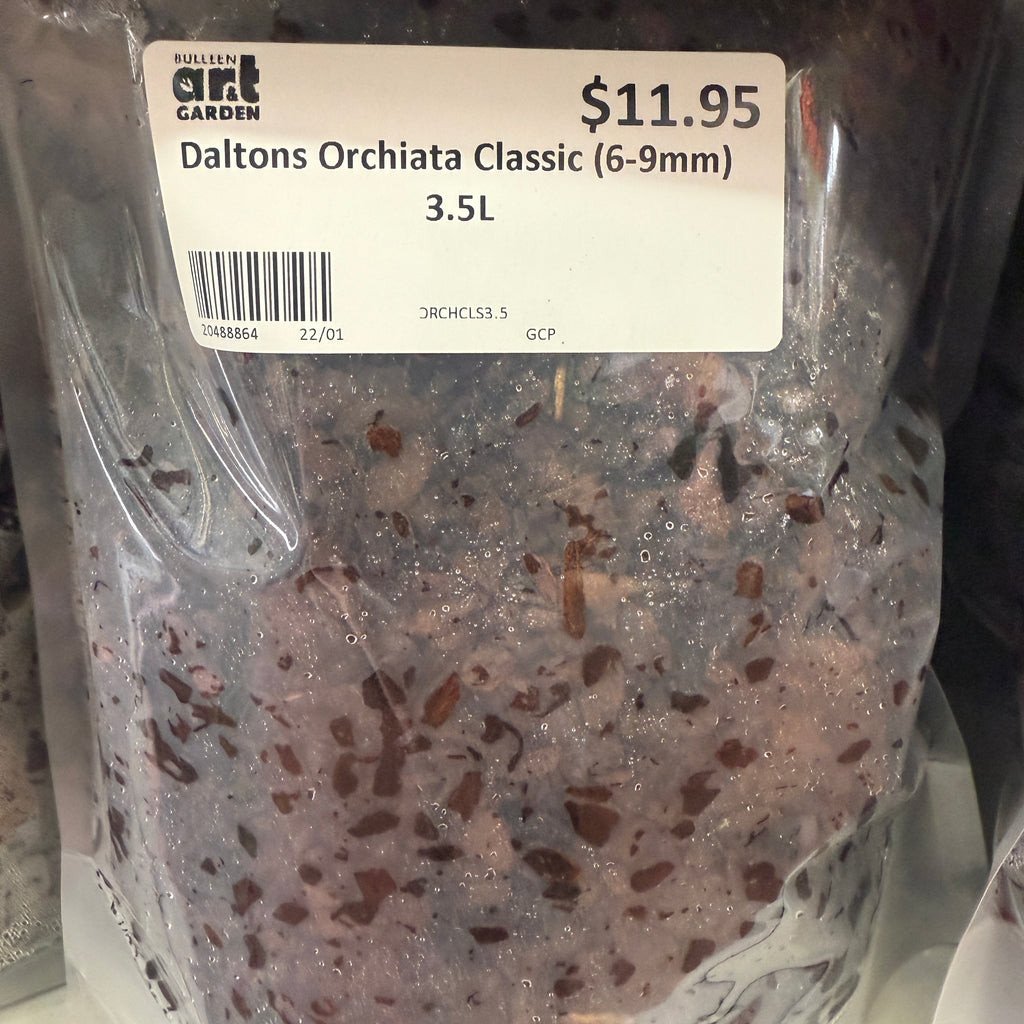 BULLEEN
art
&
GARDEN
$11.95
Daltons Orchiata Classic (6-9mm)
3.5L
20488864 22/01
ORCHCLS3.5
GCP